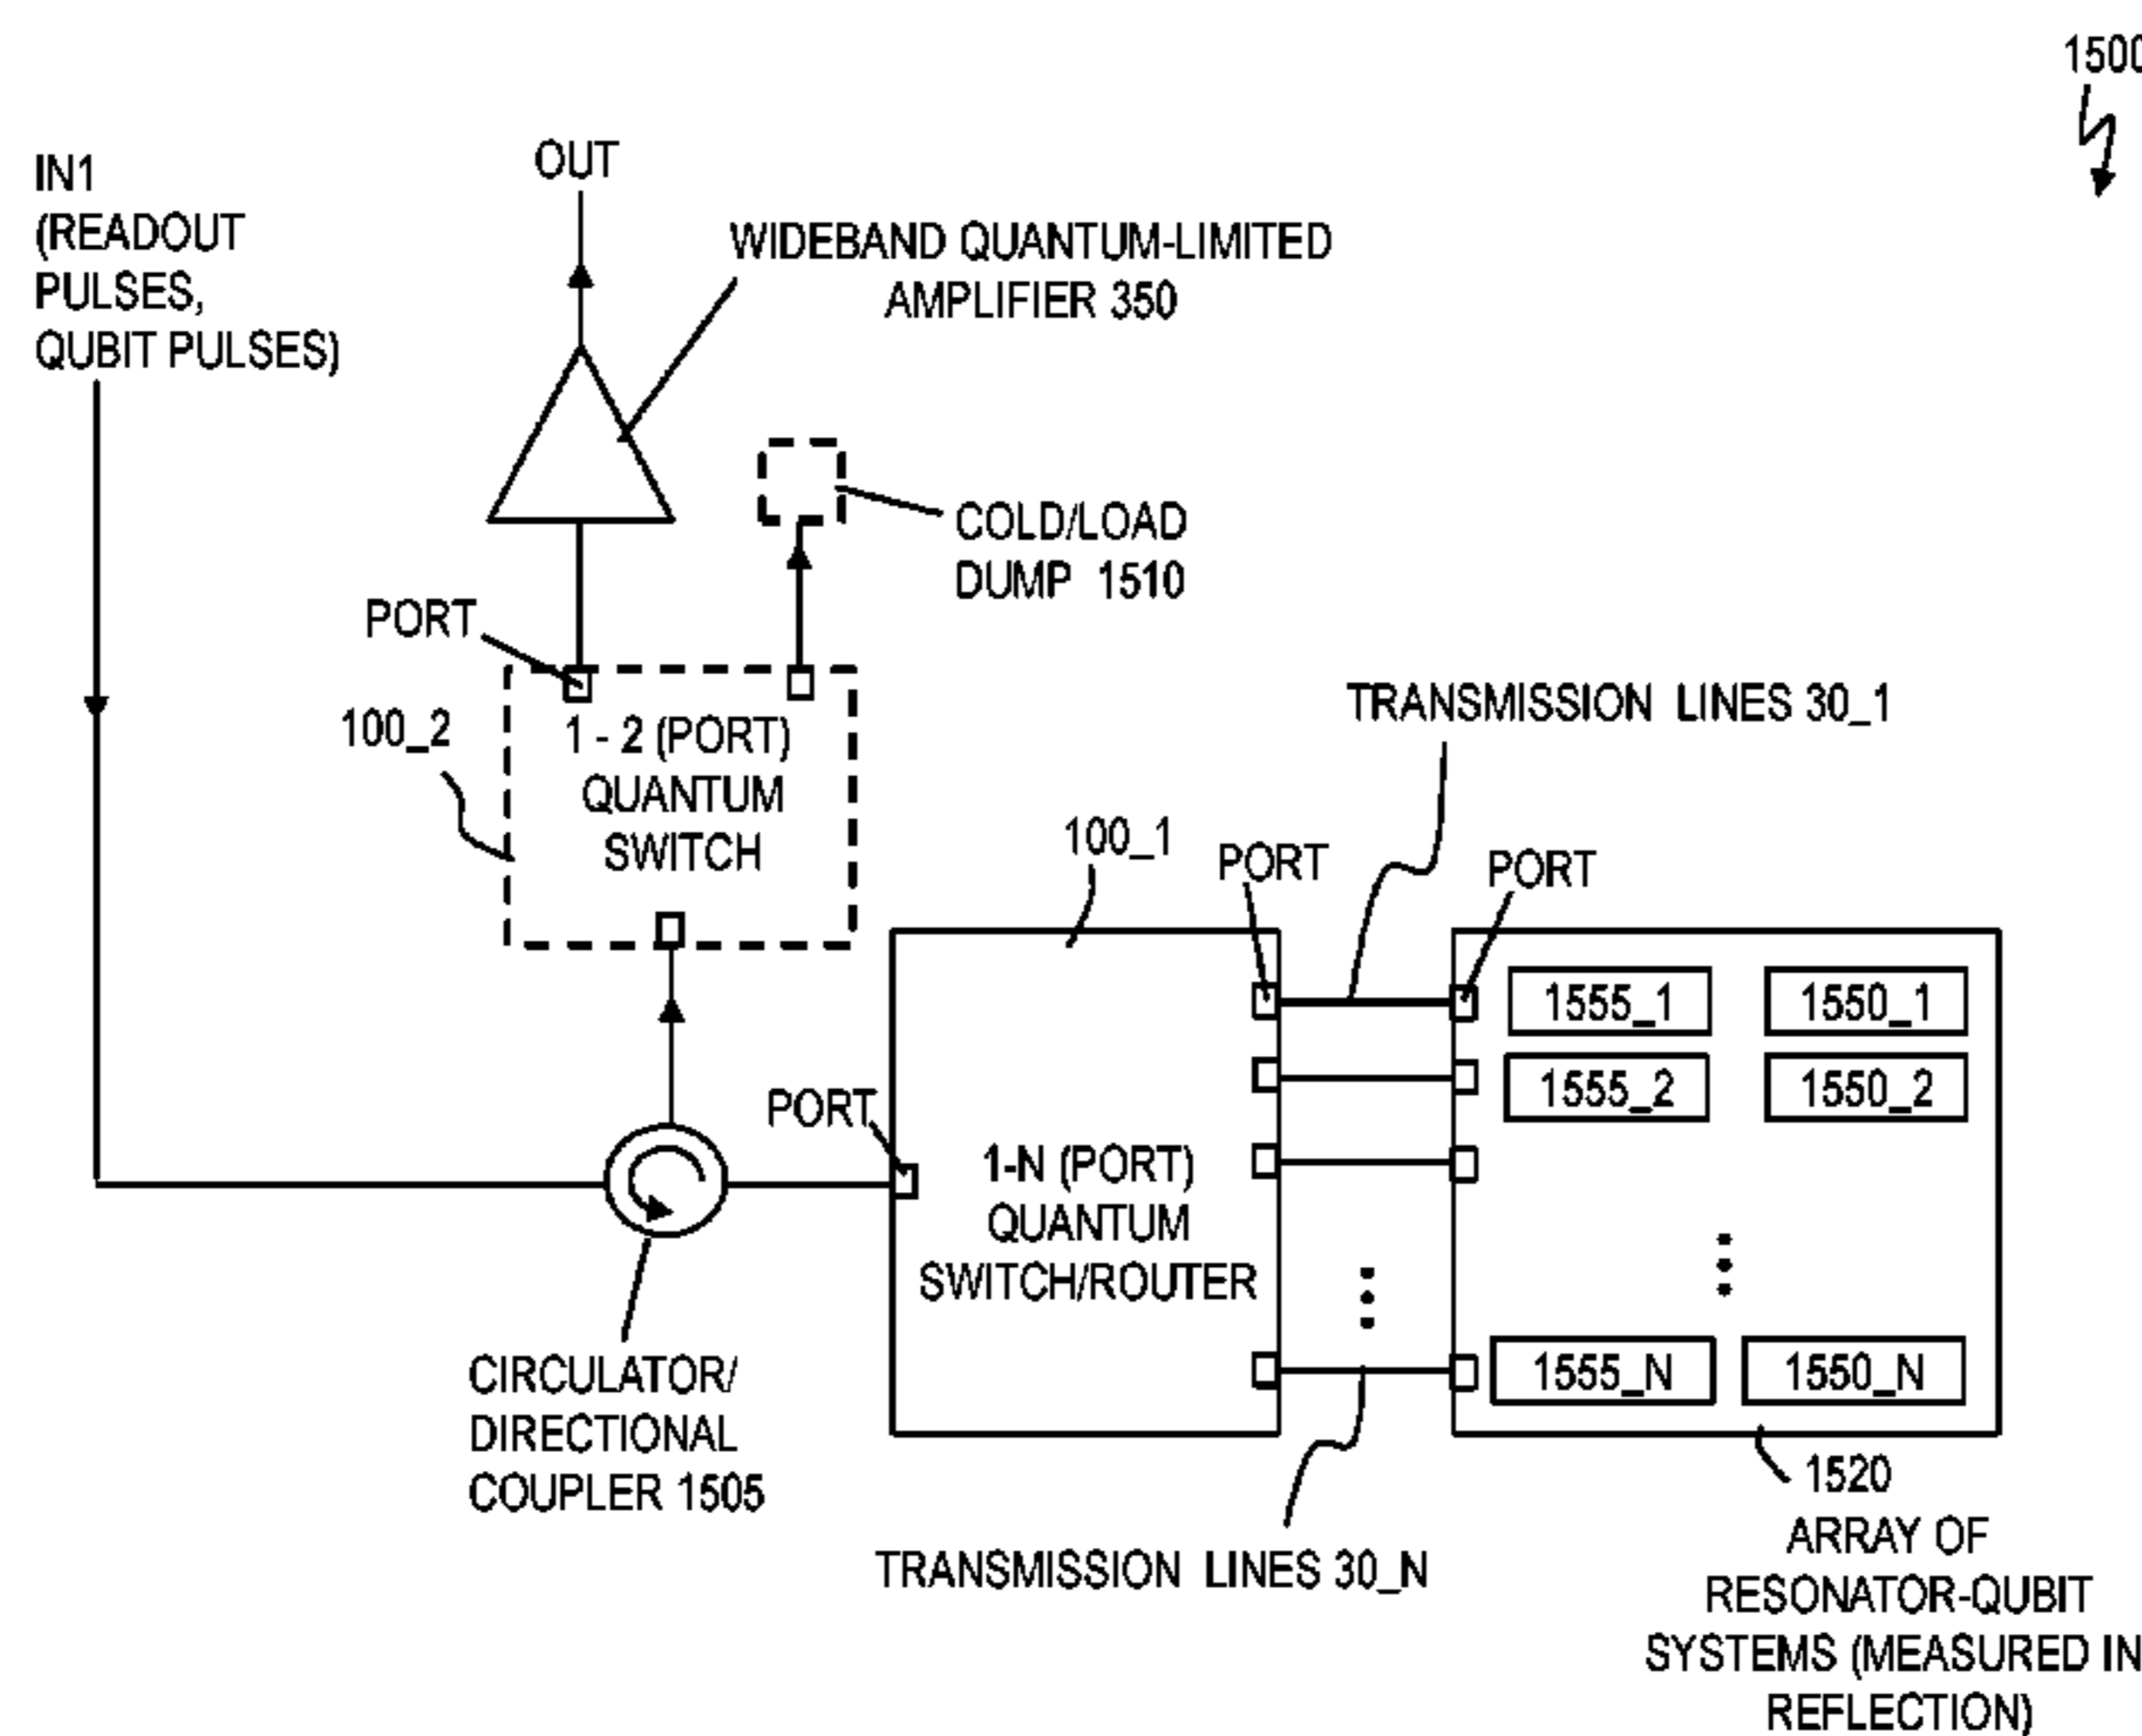 1500
IN1
(READOUT
PULSES,
QUBIT PULSES)
OUT
WIDEBAND QUANTUM-LIMITED
AMPLIFIER 350
COLD/LOAD
DUMP 1510
PORT
100_2
1 - 2 (PORT)
QUANTUM
SWITCH
TRANSMISSION LINES 30_1
100_1
PORT
PORT
1555_1
1550_1
1555_2
1550_2
PORT
1-N (PORT)
QUANTUM
SWITCH/ROUTER
1555_N
1550_N
CIRCULATOR/
DIRECTIONAL
COUPLER 1505
TRANSMISSION LINES 30_N
1520
ARRAY OF
RESONATOR-QUBIT
SYSTEMS (MEASURED IN
REFLECTION)